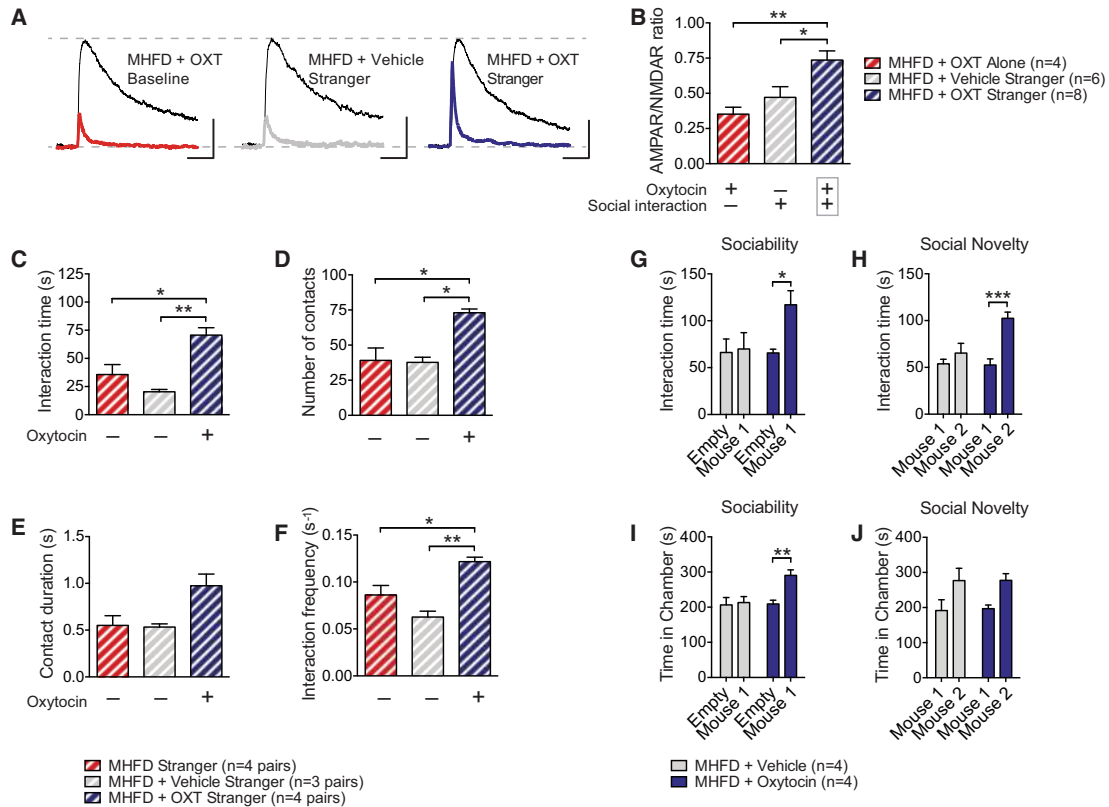 A
MHFD + OXT
Baseline
MHFD + Vehicle
Stranger
MHFD + OXT
Stranger
B
AMPAR/NMDAR ratio
1.00
0.75
0.50
0.25
0.00
**
*
Oxytocin + − +
Social interaction − + +
MHFD + OXT Alone (n=4)
MHFD + Vehicle Stranger (n=6)
MHFD + OXT Stranger (n=8)
C
Interaction time (s)
125
100
75
50
25
0
*
**
Oxytocin − − +
D
Number of contacts
100
75
50
25
0
*
*
− − +
E
Contact duration (s)
1.5
1.0
0.5
0.0
Oxytocin − − +
F
Interaction frequency (s-1)
0.15
0.10
0.05
0.00
*
**
− − +
MHFD Stranger (n=4 pairs)
MHFD + Vehicle Stranger (n=3 pairs)
MHFD + OXT Stranger (n=4 pairs)
G
Sociability
Interaction time (s)
150
100
50
0
*
Empty
Mouse 1
Empty
Mouse 1
H
Social Novelty
Interaction time (s)
150
100
50
0
***
Mouse 1
Mouse 2
Mouse 1
Mouse 2
I
Sociability
Time in Chamber (s)
400
300
200
100
0
**
Empty
Mouse 1
Empty
Mouse 1
J
Social Novelty
Time in Chamber (s)
400
300
200
100
0
Mouse 1
Mouse 2
Mouse 1
Mouse 2
MHFD + Vehicle (n=4)
MHFD + Oxytocin (n=4)